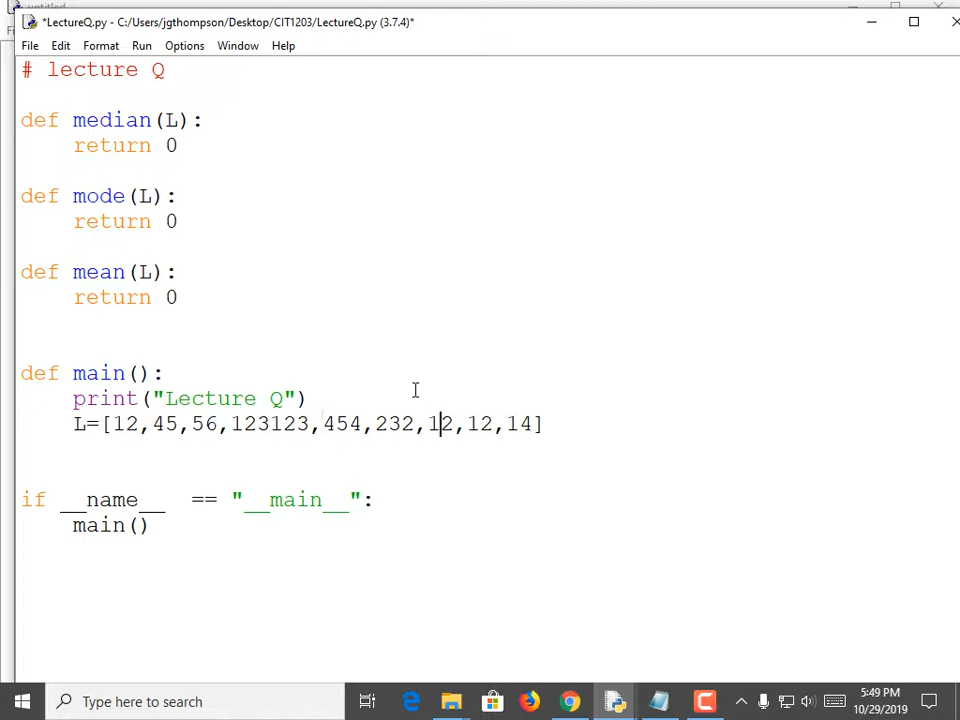 untitled
*LectureQ.py - C:/Users/jgthompson/Desktop/CIT1203/LectureQ.py (3.7.4)*
File Edit Format Run Options Window Help
# lecture Q
def median(L):
return 0
def mode(L):
return 0
def mean(L):
return 0
def main():
print("Lecture Q")
L=[12,45,56,123123,454,232,12,12,14]
if __name__ == "__main__":
main()
Type here to search
5:49 PM
10/29/2019